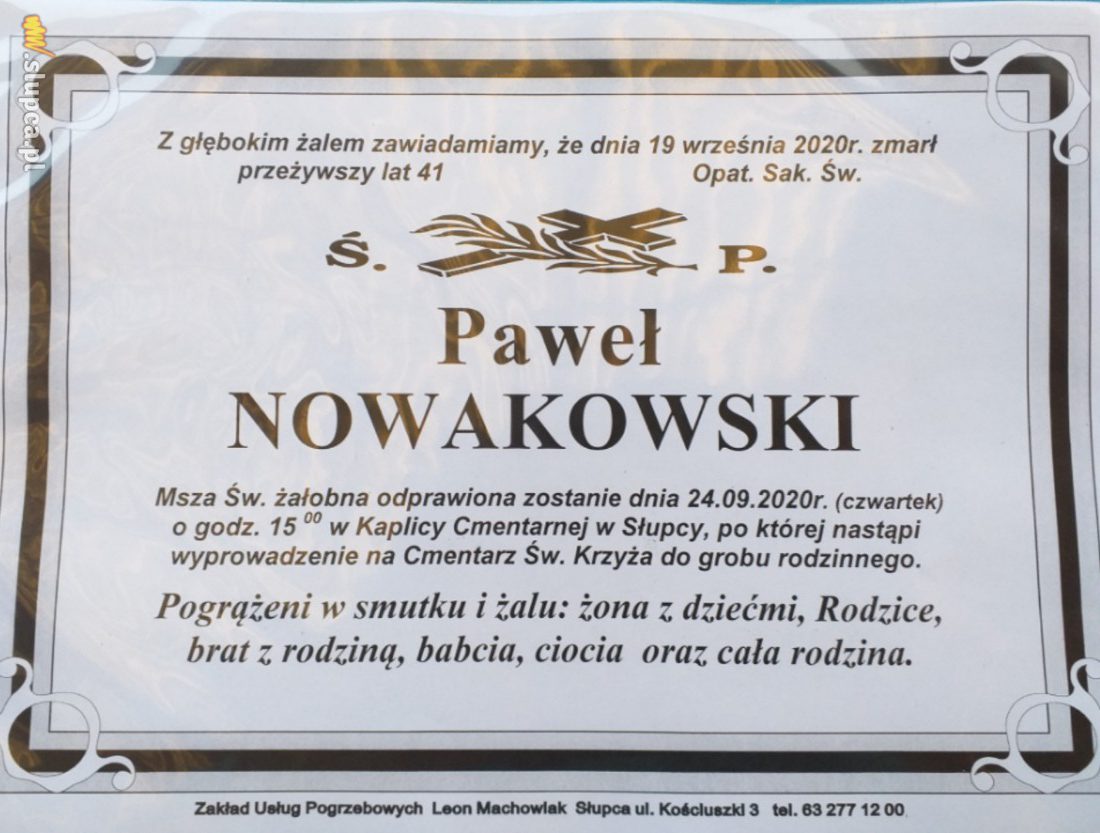 www.slupca.pl
Z głębokim żalem zawiadamiamy, że dnia 19 września 2020r. zmarł
przeżywszy lat 41 Opat. Sak. Św.
Ś. P.
Paweł
NOWAKOWSKI
Msza Św. żałobna odprawiona zostanie dnia 24.09.2020r. (czwartek)
o godz. 15 00 w Kaplicy Cmentarnej w Słupcy, po której nastąpi
wyprowadzenie na Cmentarz Św. Krzyża do grobu rodzinnego.
Pogrążeni w smutku i żalu: żona z dziećmi, Rodzice,
brat z rodziną, babcia, ciocia oraz cała rodzina.
Zakład Usług Pogrzebowych Leon Machowiak Słupca ul. Kościuszki 3 tel. 63 277 12 00